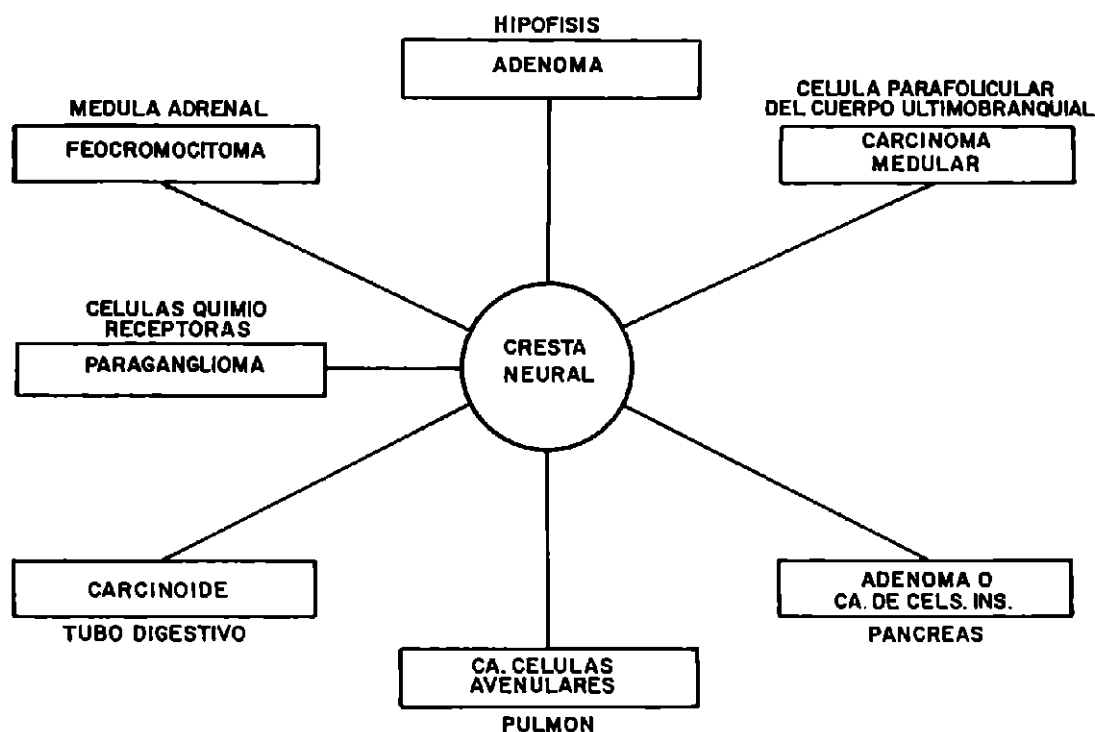 HIPOFISIS
ADENOMA
MEDULA ADRENAL
FEOCROMOCITOMA
CELULA PARAFOLICULAR
DEL CUERPO ULTIMOBRANQUIAL
CARCINOMA
MEDULAR
CELULAS QUIMIO
RECEPTORAS
PARAGANGLIOMA
CRESTA
NEURAL
CARCINOIDE
TUBO DIGESTIVO
ADENOMA O
CA. DE CELS. INS.
PANCREAS
CA. CELULAS
AVENULARES
PULMON